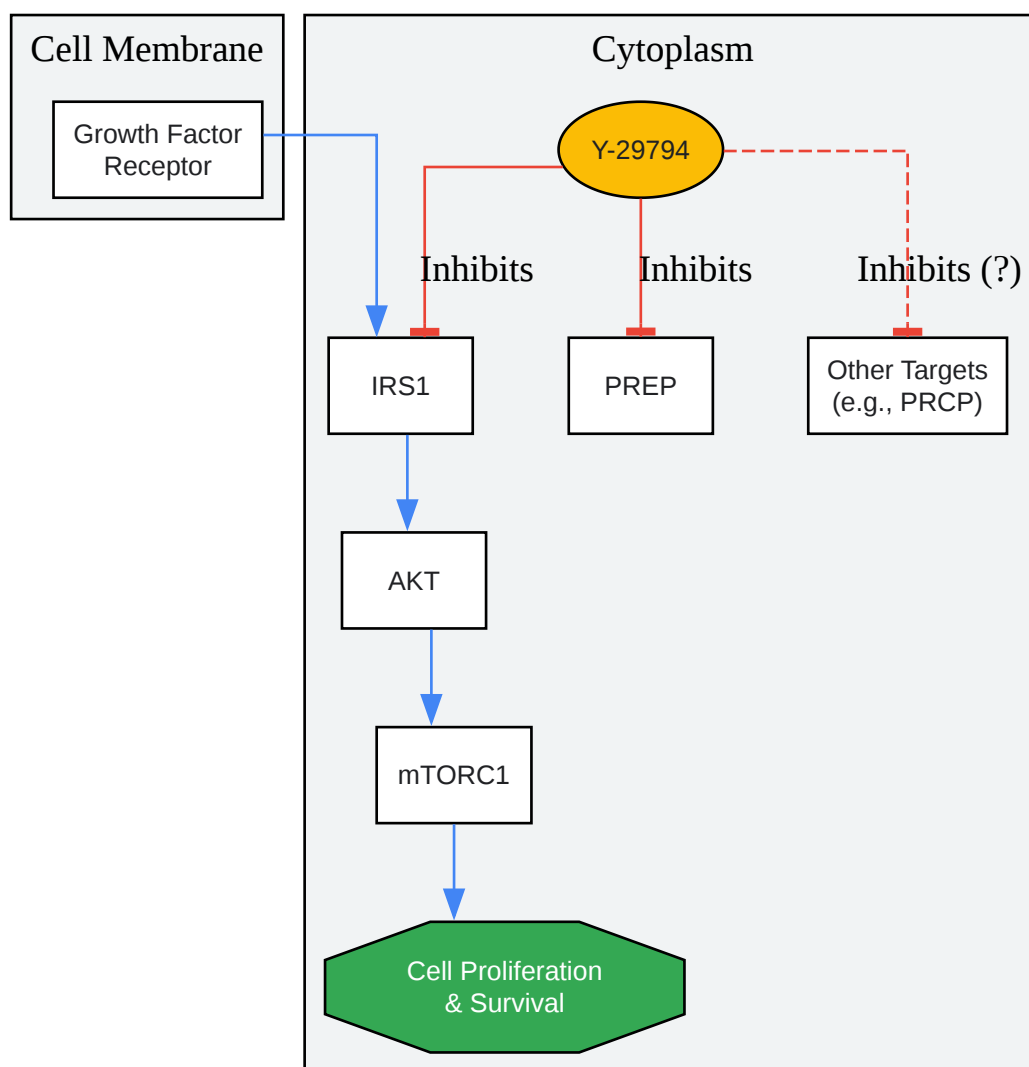 Cell Membrane
Cytoplasm
Growth Factor
Receptor
Y-29794
Inhibits
Inhibits
Inhibits (?)
IRS1
PREP
Other Targets
(e.g., PRCP)
AKT
mTORC1
Cell Proliferation
& Survival